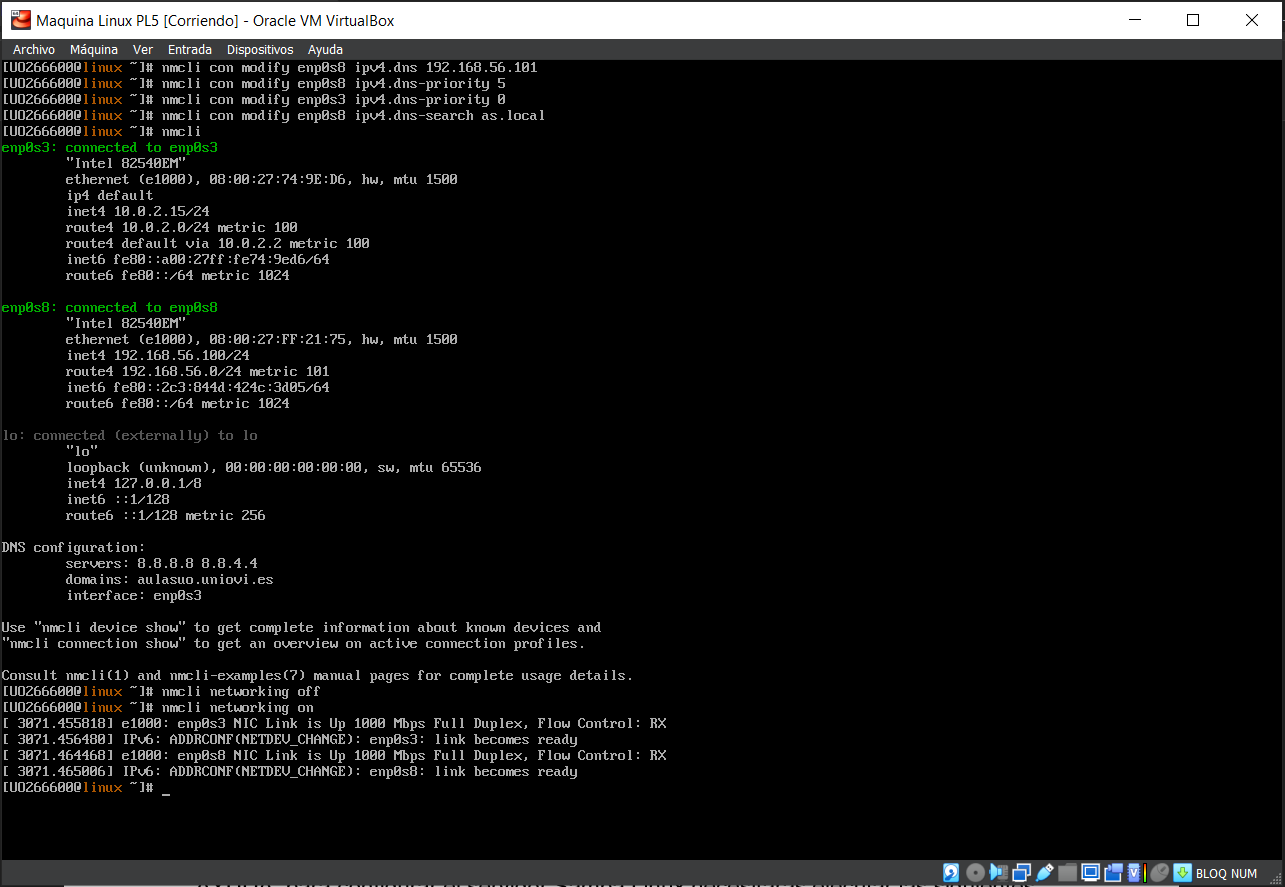 Maquina Linux PL5 [Corriendo] - Oracle VM VirtualBox
Archivo Máquina Ver Entrada Dispositivos Ayuda
[UO266600@linux ~]# nmcli con modify enp0s8 ipv4.dns 192.168.56.101
[UO266600@linux ~]# nmcli con modify enp0s8 ipv4.dns-priority 5
[UO266600@linux ~]# nmcli con modify enp0s3 ipv4.dns-priority 0
[UO266600@linux ~]# nmcli con modify enp0s8 ipv4.dns-search as.local
[UO266600@linux ~]# nmcli
enp0s3: connected to enp0s3
"Intel 82540EM"
ethernet (e1000), 08:00:27:74:9E:D6, hw, mtu 1500
ip4 default
inet4 10.0.2.15/24
route4 10.0.2.0/24 metric 100
route4 default via 10.0.2.2 metric 100
inet6 fe80::a00:27ff:fe74:9ed6/64
route6 fe80::/64 metric 1024
enp0s8: connected to enp0s8
"Intel 82540EM"
ethernet (e1000), 08:00:27:FF:21:75, hw, mtu 1500
inet4 192.168.56.100/24
route4 192.168.56.0/24 metric 101
inet6 fe80::2c3:844d:424c:3d05/64
route6 fe80::/64 metric 1024
lo: connected (externally) to lo
"lo"
loopback (unknown), 00:00:00:00:00:00, sw, mtu 65536
inet4 127.0.0.1/8
inet6 ::1/128
route6 ::1/128 metric 256
DNS configuration:
servers: 8.8.8.8 8.8.4.4
domains: aulasuo.uniovi.es
interface: enp0s3
Use "nmcli device show" to get complete information about known devices and
"nmcli connection show" to get an overview on active connection profiles.
Consult nmcli(1) and nmcli-examples(7) manual pages for complete usage details.
[UO266600@linux ~]# nmcli networking off
[UO266600@linux ~]# nmcli networking on
[ 3071.455818] e1000: enp0s3 NIC Link is Up 1000 Mbps Full Duplex, Flow Control: RX
[ 3071.456480] IPv6: ADDRCONF(NETDEV_CHANGE): enp0s3: link becomes ready
[ 3071.464468] e1000: enp0s8 NIC Link is Up 1000 Mbps Full Duplex, Flow Control: RX
[ 3071.465006] IPv6: ADDRCONF(NETDEV_CHANGE): enp0s8: link becomes ready
[UO266600@linux ~]# _
BLOQ NUM